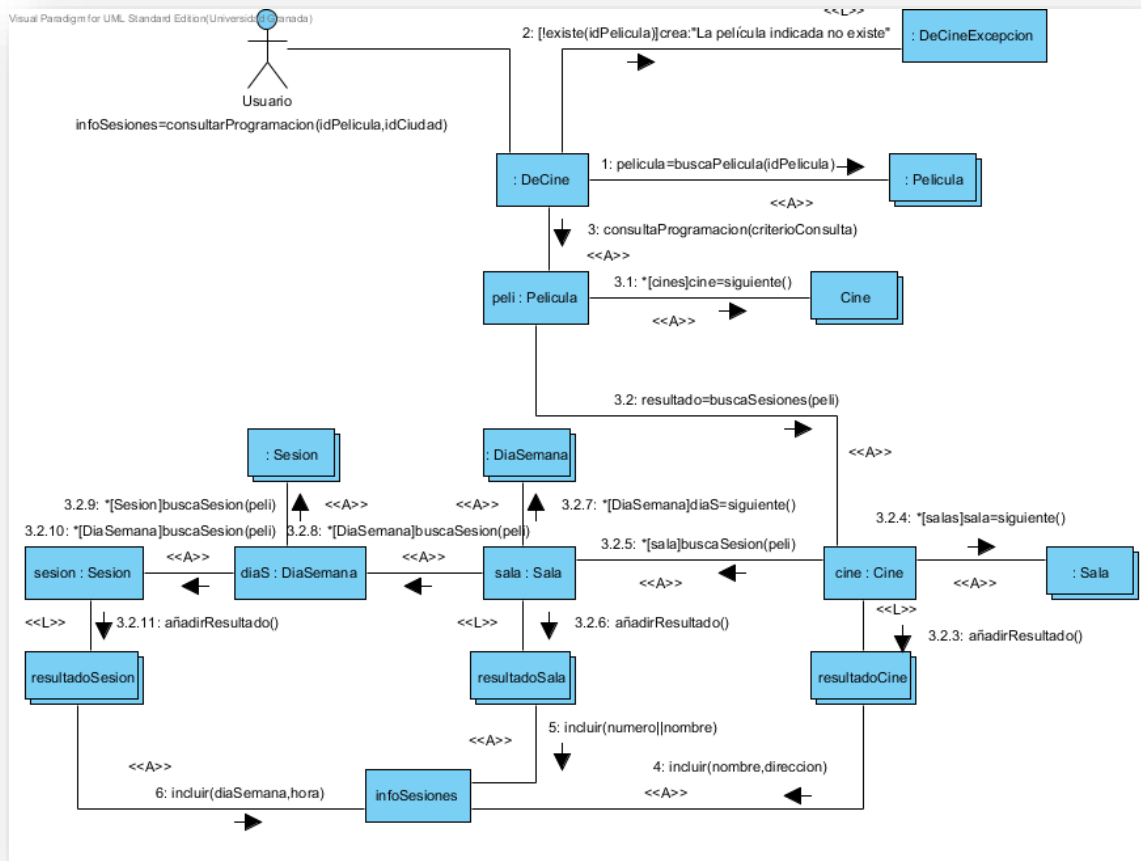 Visual Paradigm for UML Standard Edition(Universidad Granada)
<<L>>
2: [!existe(idPelicula)]crea:"La película indicada no existe"
: DeCineExcepcion
Usuario
infoSesiones=consultarProgramacion(idPelicula,idCiudad)
1: pelicula=buscaPelicula(idPelicula)
: DeCine
: Pelicula
<<A>>
3: consultaProgramacion(criterioConsulta)
<<A>>
3.1: *[cines]cine=siguiente()
peli : Pelicula
Cine
<<A>>
3.2: resultado=buscaSesiones(peli)
<<A>>
: Sesion
: DiaSemana
3.2.9: *[Sesion]buscaSesion(peli)
<<A>>
<<A>>
3.2.7: *[DiaSemana]diaS=siguiente()
3.2.4: *[salas]sala=siguiente()
3.2.10: *[DiaSemana]buscaSesion(peli)
3.2.8: *[DiaSemana]buscaSesion(peli)
3.2.5: *[sala]buscaSesion(peli)
<<A>>
<<A>>
sesion : Sesion
diaS : DiaSemana
sala : Sala
cine : Cine
: Sala
<<A>>
<<A>>
<<L>>
<<L>>
3.2.11: añadirResultado()
<<L>>
3.2.6: añadirResultado()
3.2.3: añadirResultado()
resultadoSesion
resultadoSala
resultadoCine
5: incluir(numero||nombre)
<<A>>
<<A>>
4: incluir(nombre,direccion)
6: incluir(diaSemana,hora)
infoSesiones
<<A>>